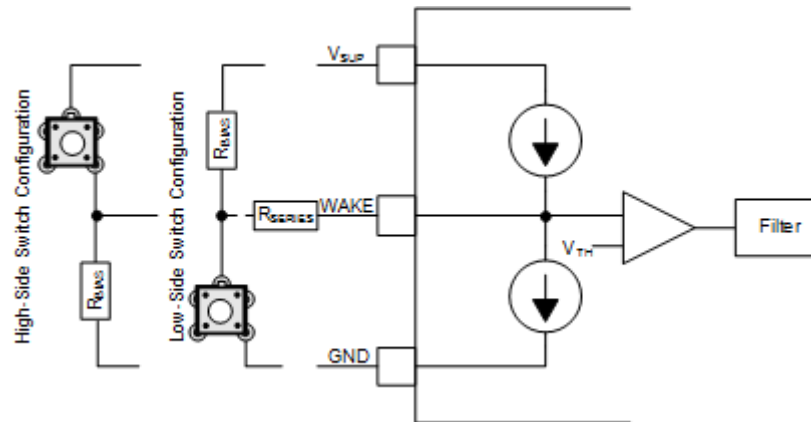 High-Side Switch Configuration
RBIAS
Low-Side Switch Configuration
RBIAS
RSERIES
VSUP
WAKE
GND
VTH
Filter